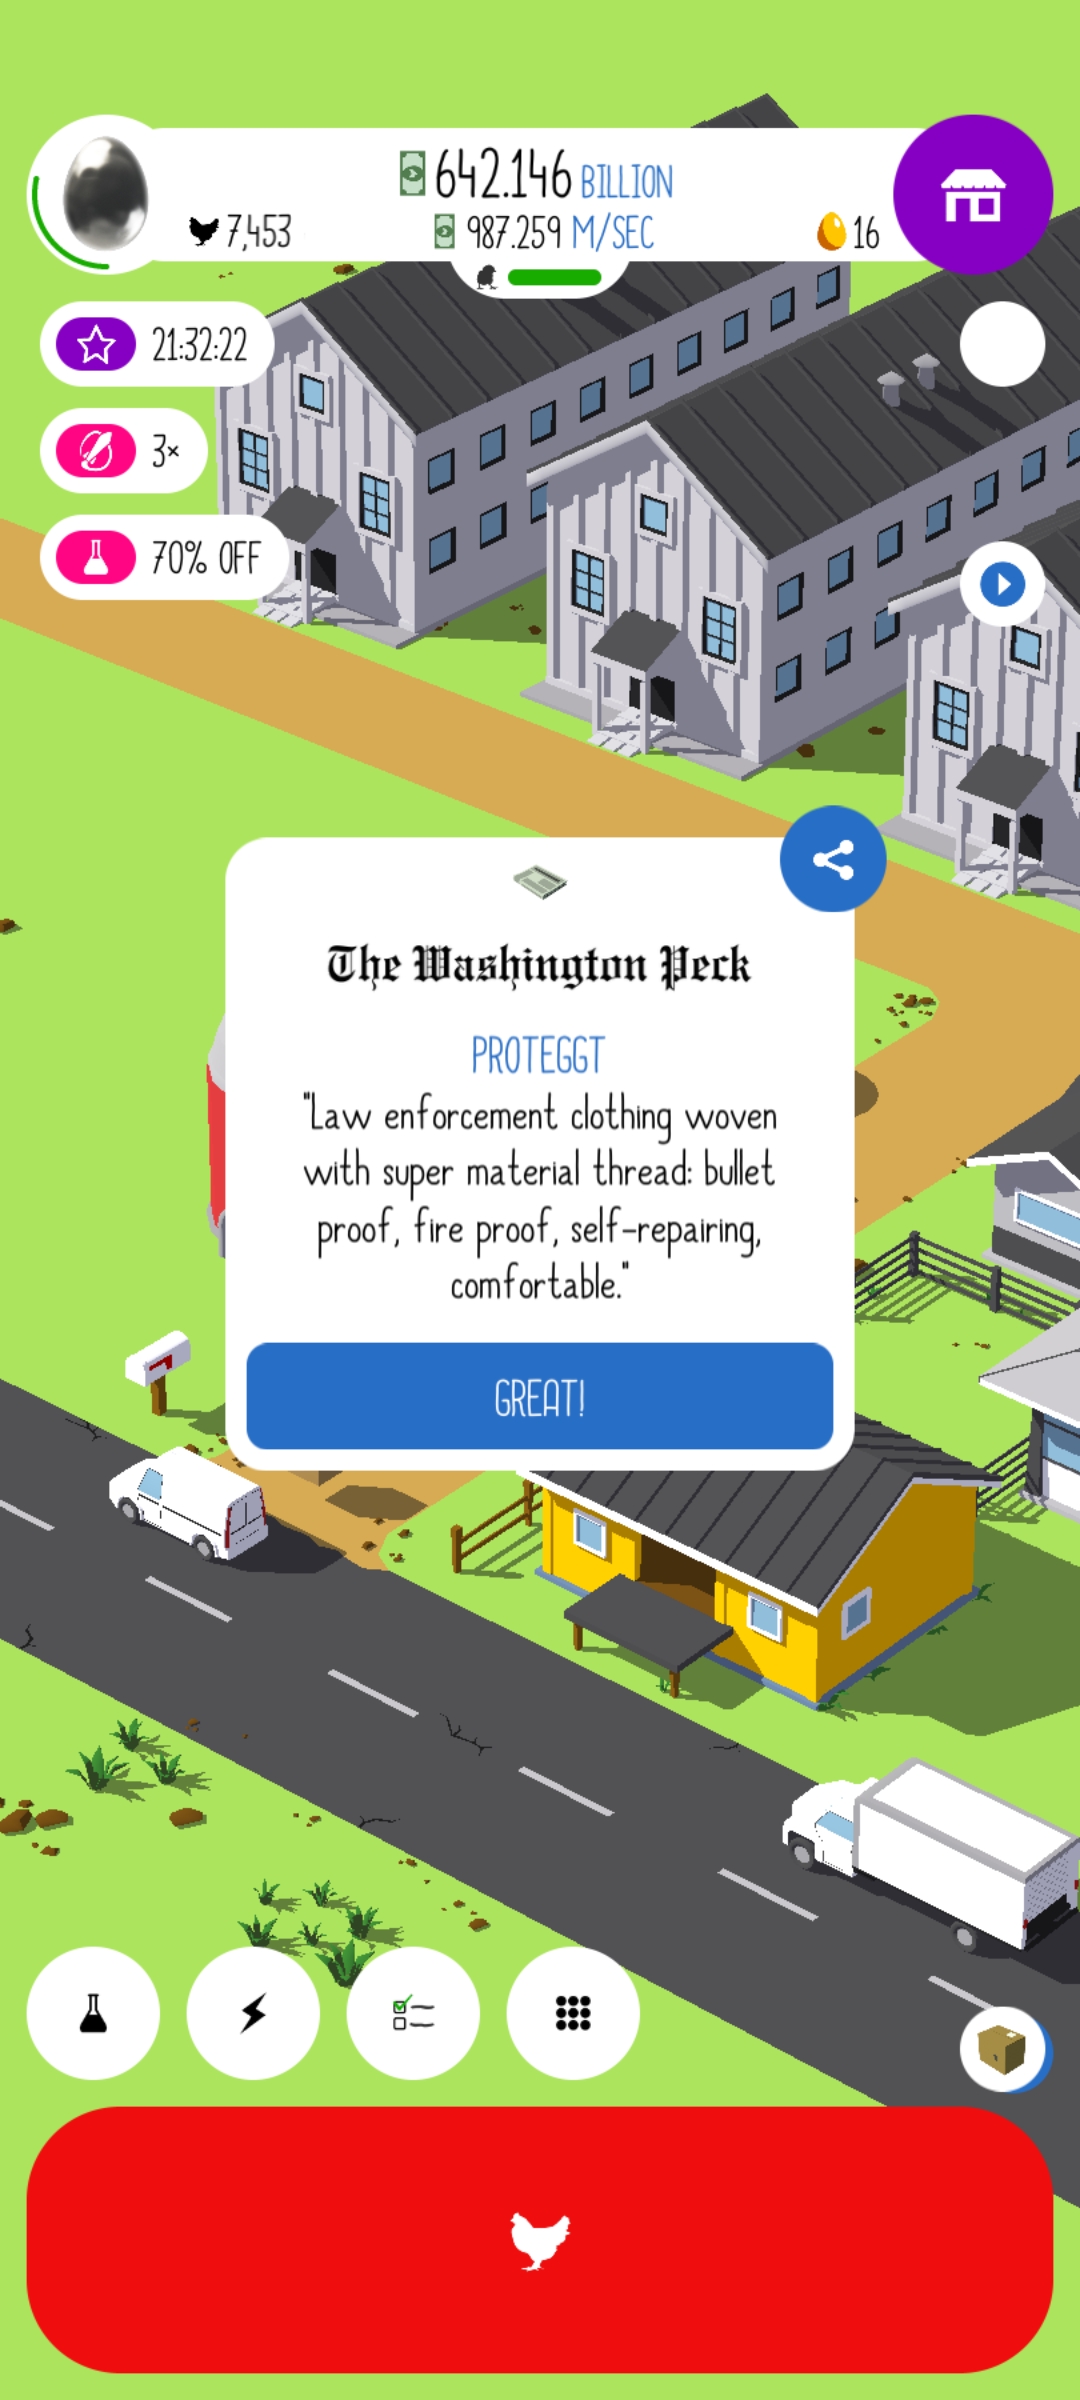 642.146 BILLION
7,453
987.259 M/SEC
16
21:32:22
3×
70% OFF
The Washington Peck
PROTEGGT
"Law enforcement clothing woven
with super material thread: bullet
proof, fire proof, self-repairing,
comfortable."
GREAT!